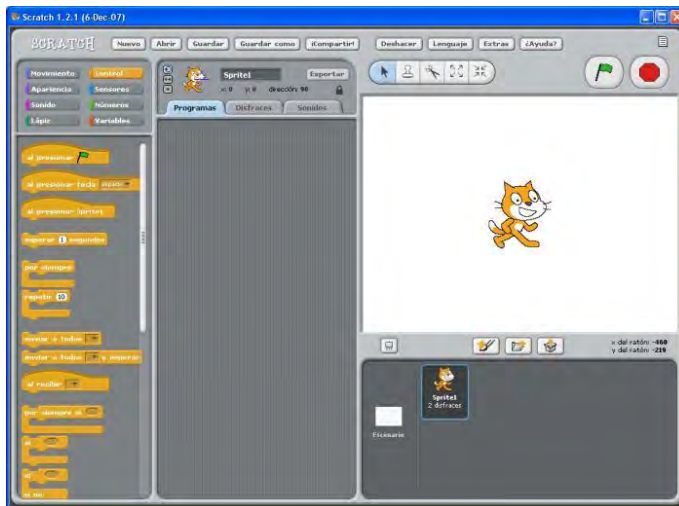 Scratch 1.2.1 (6-Dec-07)
SCRATCH Nuevo Abrir Guardar Guardar como ¡Compartir! Deshacer Lenguaje Extras ¿Ayuda?
Movimiento Control
Apariencia Sensores
Sonido Números
Lápiz Variables
Sprite1 Exportar
x: 0 y: 0 dirección: 90
Programas Disfraces Sonidos
al presionar
al presionar tecla espacio
al presionar Sprite1
esperar 1 segundos
por siempre
repetir 10
enviar a todos
enviar a todos y esperar
al recibir
por siempre si
si
si
si no
x del ratón: -460
y del ratón: -219
Sprite1
2 disfraces
Escenario